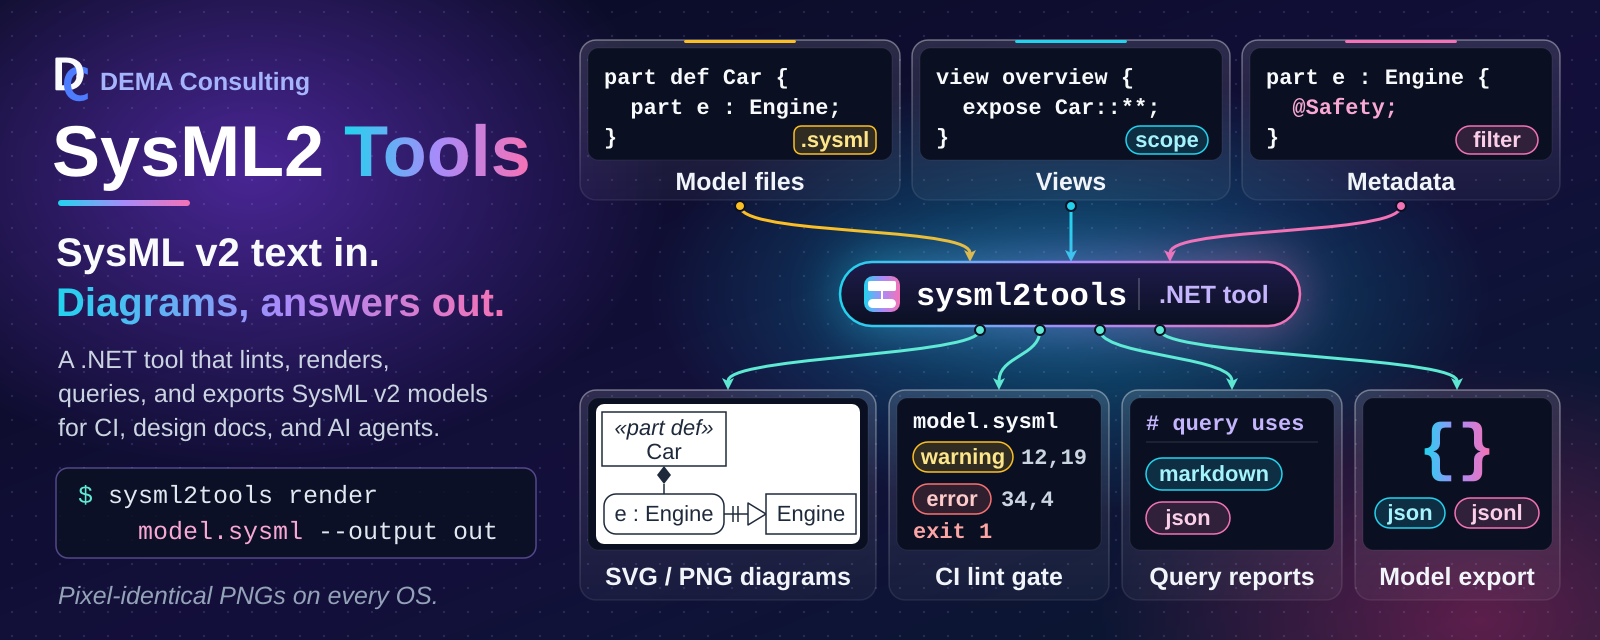 DC DEMA Consulting
SysML2 Tools
SysML v2 text in.
Diagrams, answers out.
A .NET tool that lints, renders,
queries, and exports SysML v2 models
for CI, design docs, and AI agents.
$ sysml2tools render
model.sysml --output out
Pixel-identical PNGs on every OS.
part def Car {
part e : Engine;
}
.sysml
Model files
view overview {
expose Car::**;
}
scope
Views
part e : Engine {
@Safety;
}
filter
Metadata
sysml2tools
.NET tool
«part def»
Car
e : Engine
Engine
SVG / PNG diagrams
model.sysml
warning 12,19
error 34,4
exit 1
CI lint gate
# query uses
markdown
json
Query reports
{}
json jsonl
Model export